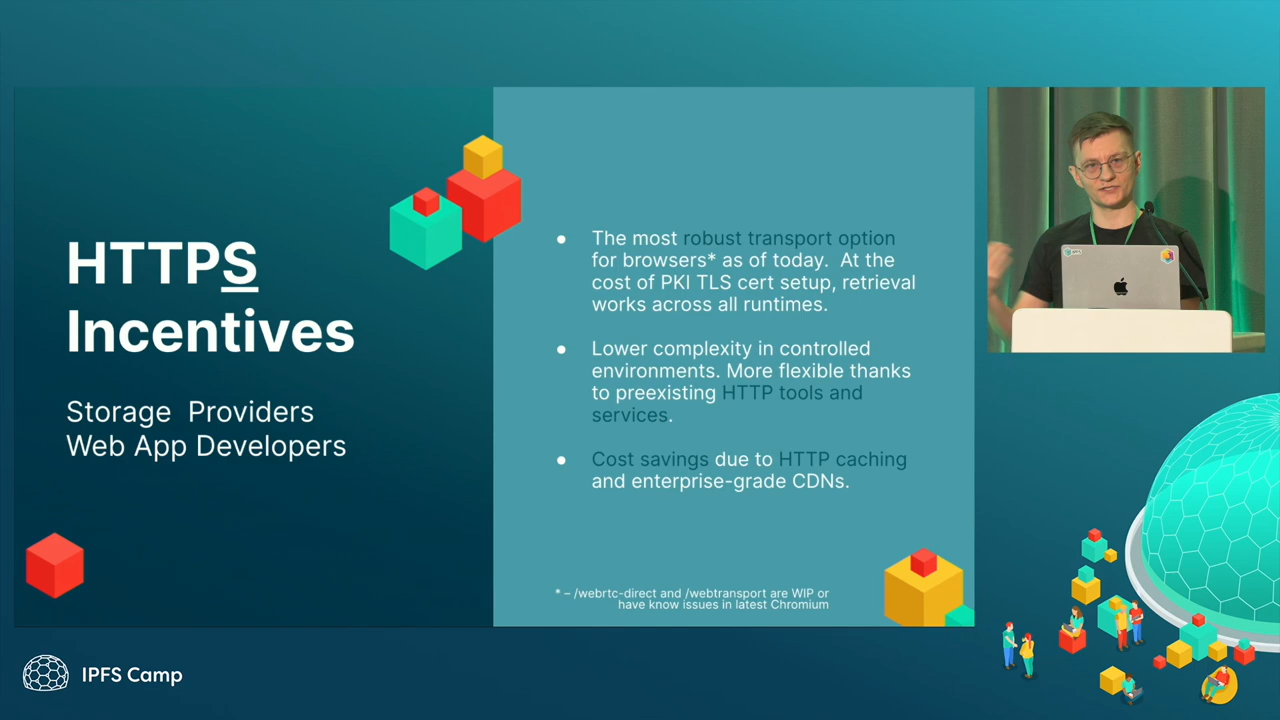 HTTPS
Incentives
Storage Providers
Web App Developers
● The most robust transport option
for browsers* as of today. At the
cost of PKI TLS cert setup, retrieval
works across all runtimes.
● Lower complexity in controlled
environments. More flexible thanks
to preexisting HTTP tools and
services.
● Cost savings due to HTTP caching
and enterprise-grade CDNs.
* – /webrtc-direct and /webtransport are WIP or
have know issues in latest Chromium
IPFS Camp